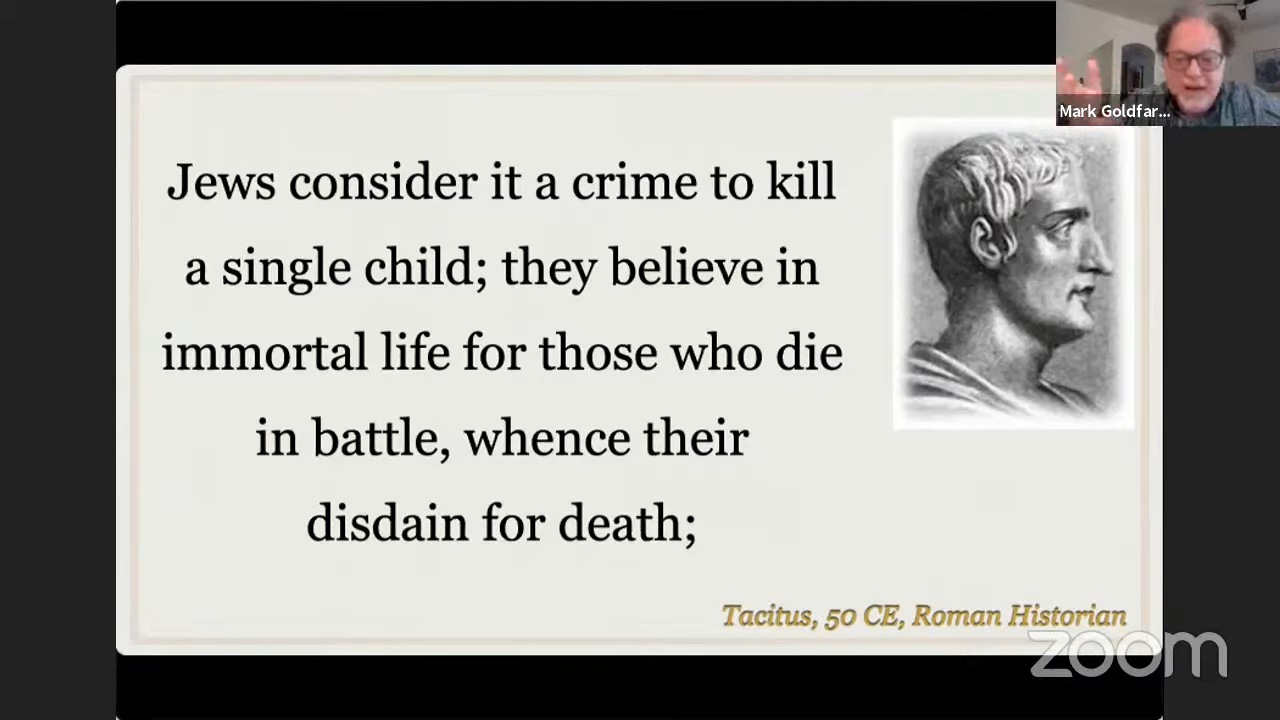 Mark Goldfar...
Jews consider it a crime to kill
a single child; they believe in
immortal life for those who die
in battle, whence their
disdain for death;
Tacitus, 50 CE, Roman Historian
zoom